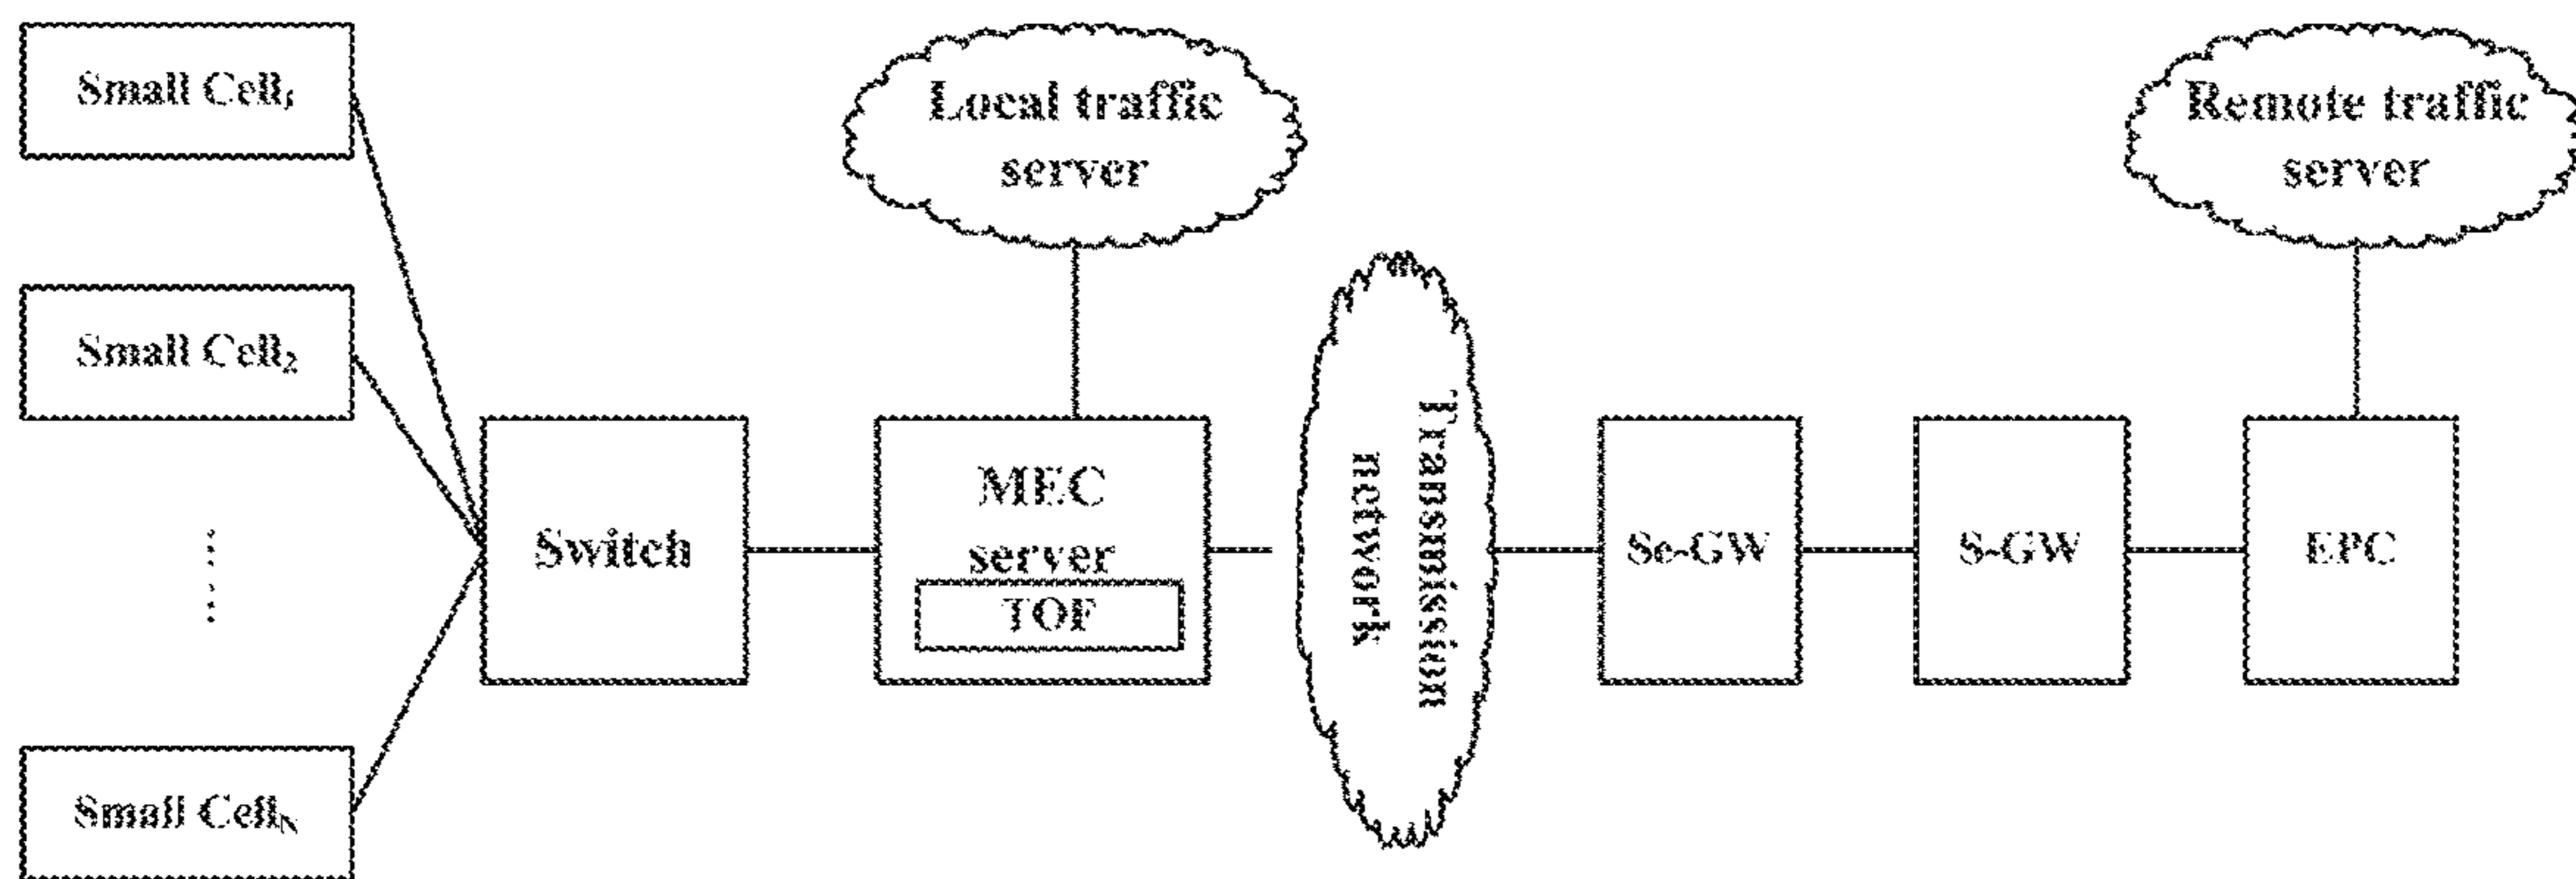 Small Cell₁
Local traffic
server
Remote traffic
server
Small Cell₂
Switch
MEC
server
TOF
Transmission
network
Se-GW
S-GW
EPC
Small Cell_N